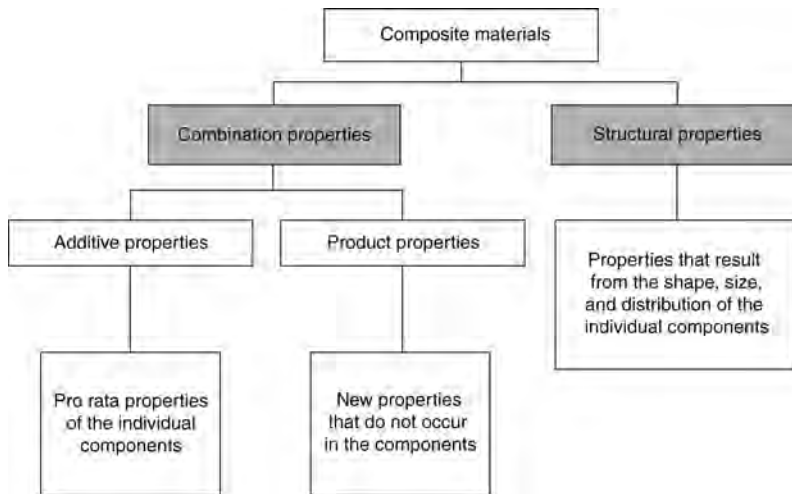 Composite materials
Combination properties
Structural properties
Additive properties
Product properties
Properties that result
from the shape, size,
and distribution of the
individual components
Pro rata properties
of the individual
components
New properties
that do not occur
in the components